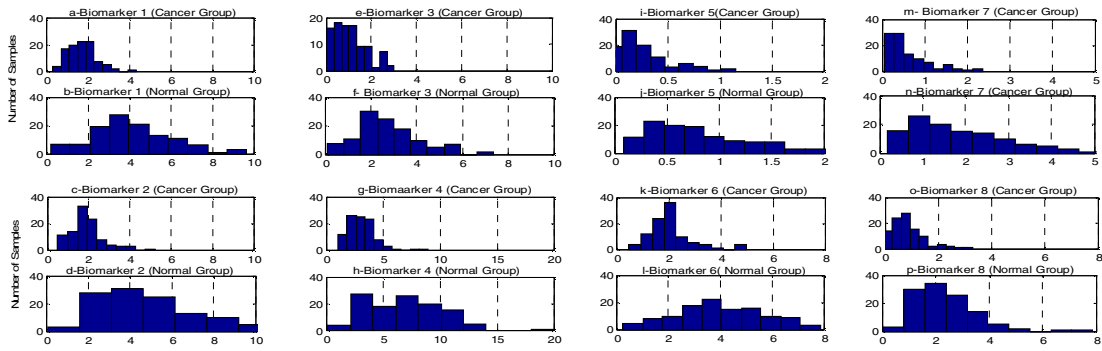 a-Biomarker 1 (Cancer Group)
e-Biomarker 3 (Cancer Group)
i-Biomarker 5(Cancer Group)
m- Biomarker 7 (Cancer Group)
Number of Samples
40
20
0
0 2 4 6 8 10
20
10
0
0 2 4 6 8 10
40
20
0
0 0.5 1 1.5 2
40
20
0
0 1 2 3 4 5
b-Biomarker 1 (Normal Group)
f- Biomarker 3 (Normal Group)
j-Biomarker 5 (Normal Group)
n-Biomarker 7 (Cancer Group)
40
20
0
0 2 4 6 8 10
40
20
0
0 2 4 6 8 10
40
20
0
0.5 1 1.5 2
40
20
0
0 1 2 3 4 5
c-Biomarker 2 (Cancer Group)
g-Biomaarker 4 (Cancer Group)
k-Biomarker 6 (Cancer Group)
o-Biomarker 8 (Cancer Group)
Number of Samples
40
20
0
0 2 4 6 8 10
40
20
0
0 5 10 15 20
40
20
0
0 2 4 6 8
40
20
0
0 2 4 6 8
d-Biomarker 2 (Normal Group)
h-Biomarker 4 (Normal Group)
l-Biomarker 6( Normal Group)
p-Biomarker 8 (Normal Group)
40
20
0
0 2 4 6 8 10
40
20
0
0 5 10 15 20
40
20
0
0 2 4 6 8
40
20
0
0 2 4 6 8